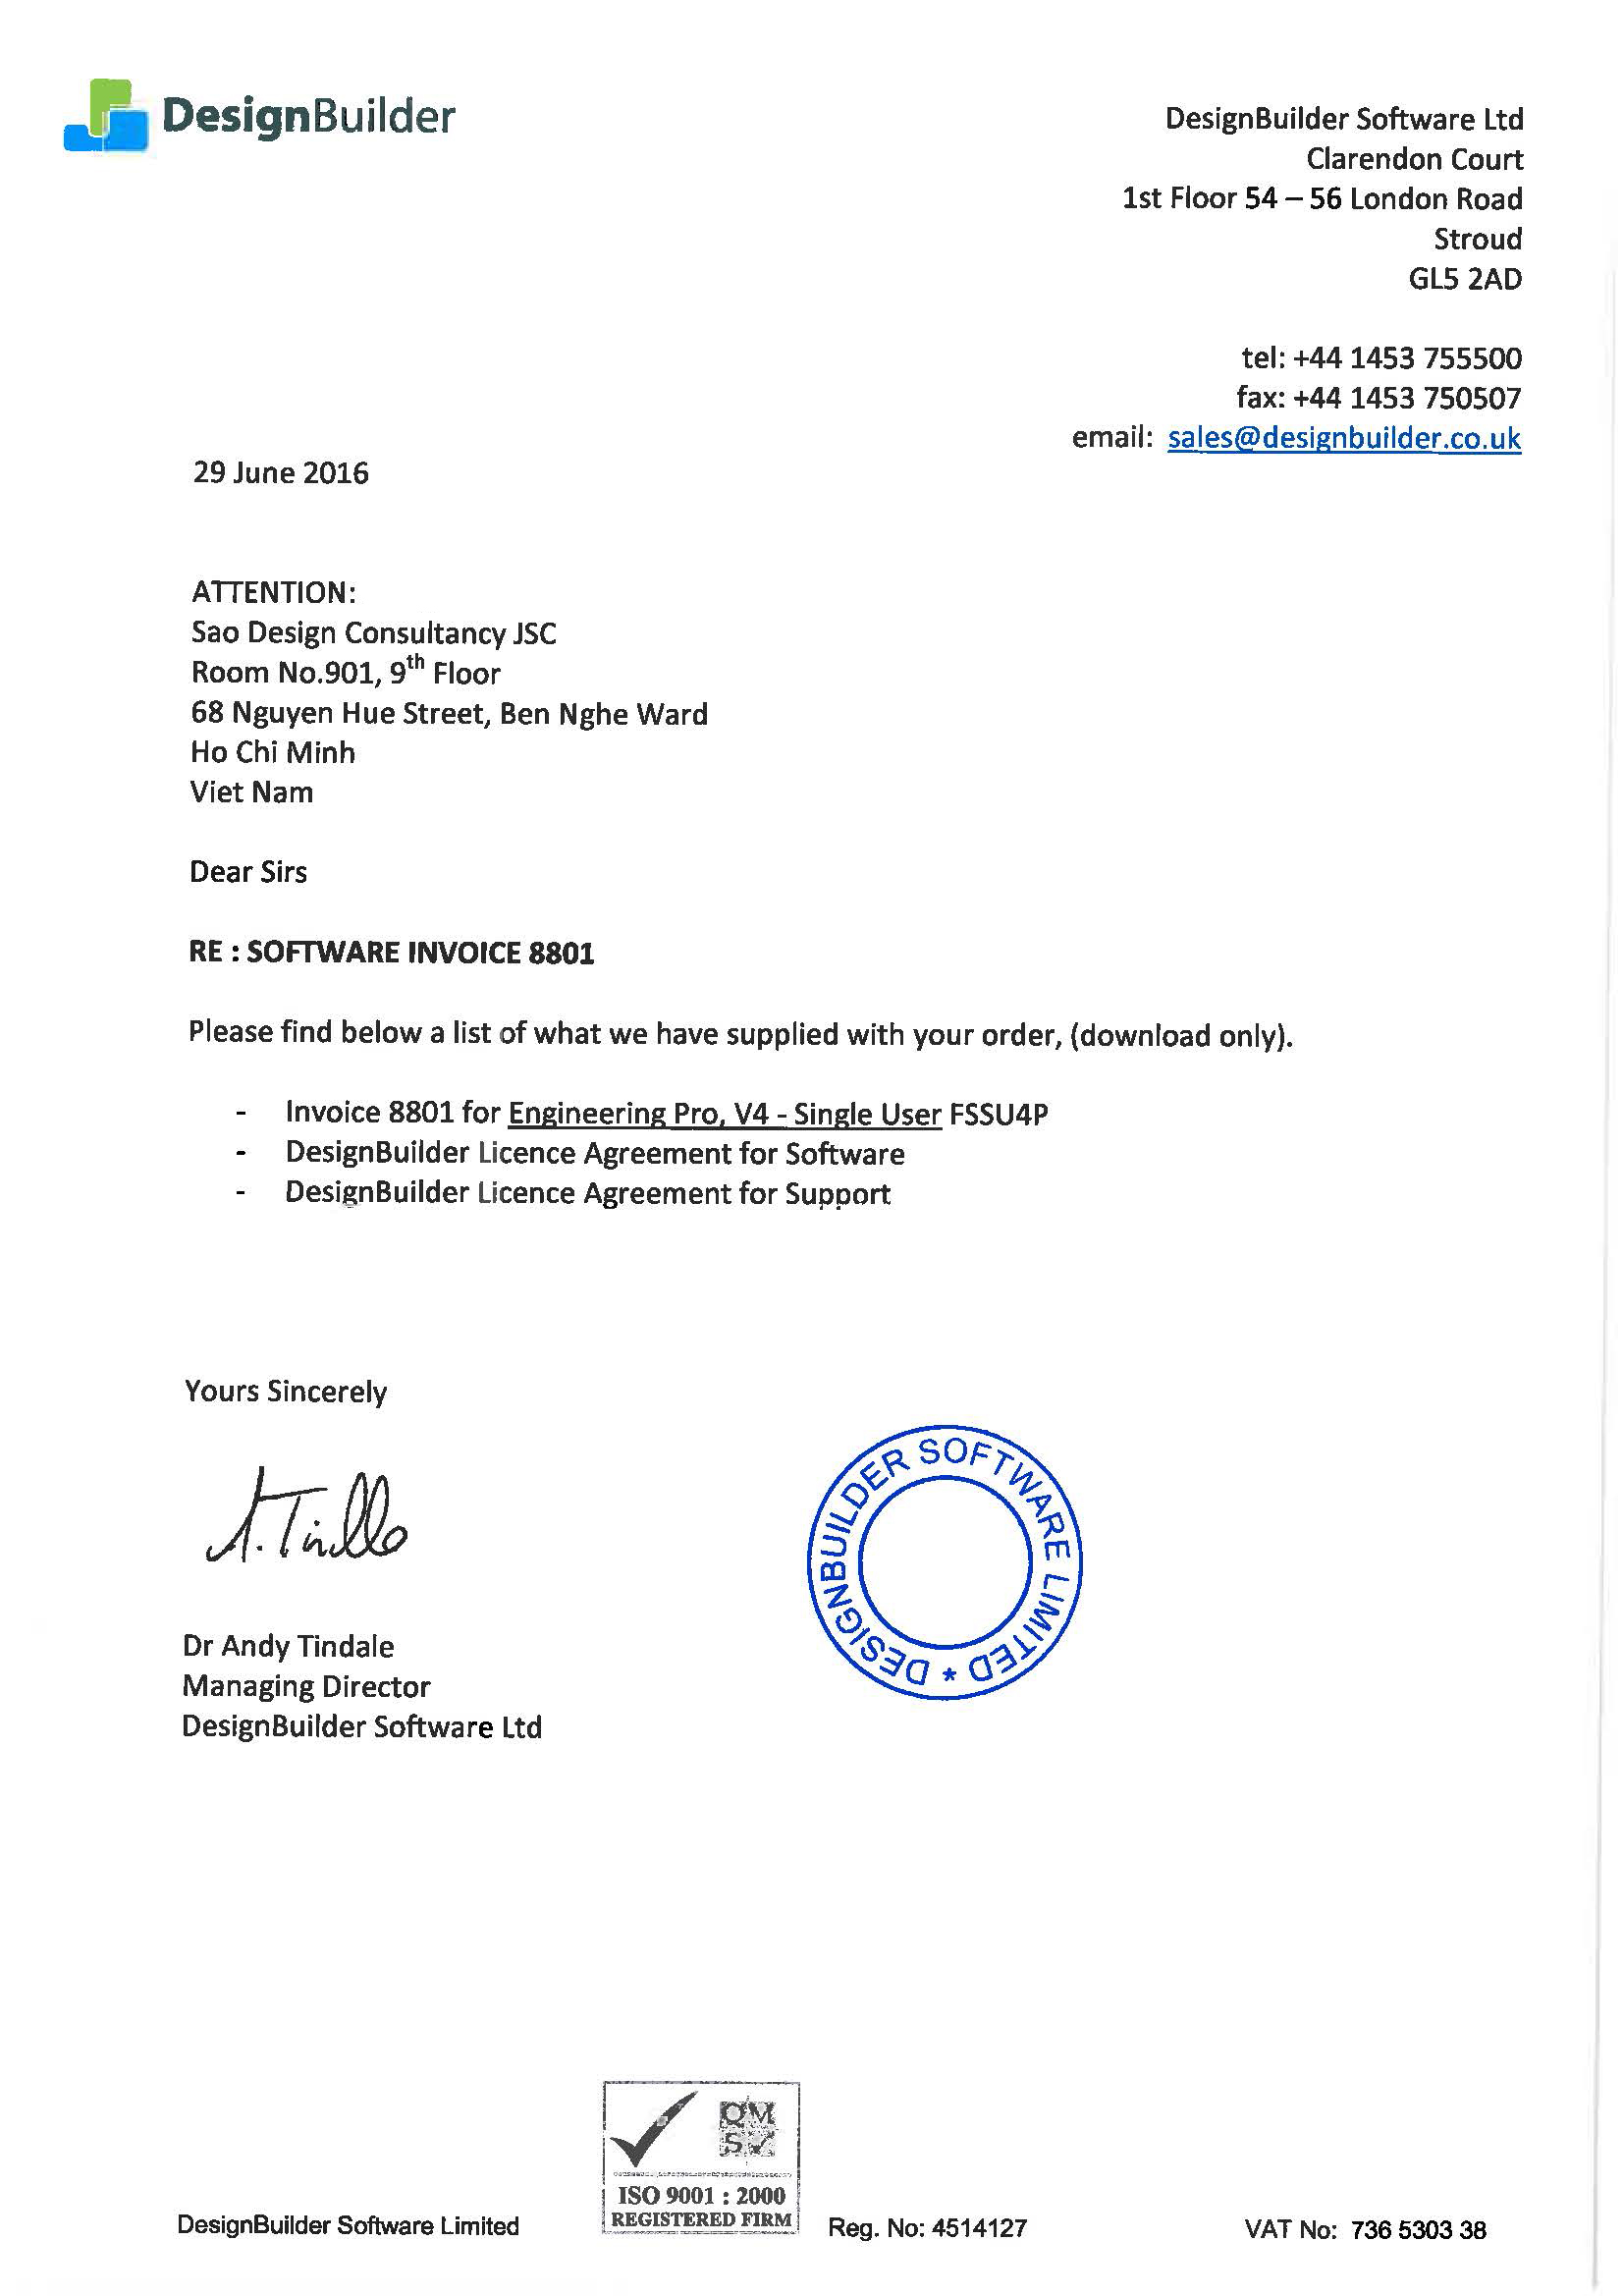 DesignBuilder
DesignBuilder Software Ltd
Clarendon Court
1st Floor 54 – 56 London Road
Stroud
GL5 2AD
tel: +44 1453 755500
fax: +44 1453 750507
email: sales@designbuilder.co.uk
29 June 2016
ATTENTION:
Sao Design Consultancy JSC
Room No.901, 9th Floor
68 Nguyen Hue Street, Ben Nghe Ward
Ho Chi Minh
Viet Nam
Dear Sirs
RE : SOFTWARE INVOICE 8801
Please find below a list of what we have supplied with your order, (download only).
- Invoice 8801 for Engineering Pro, V4 - Single User FSSU4P
- DesignBuilder Licence Agreement for Software
- DesignBuilder Licence Agreement for Support
Yours Sincerely
A. Tindle
DESIGNBUILDER SOFTWARE LIMITED *
Dr Andy Tindale
Managing Director
DesignBuilder Software Ltd
QM
S
ISO 9001 : 2000
REGISTERED FIRM
DesignBuilder Software Limited
Reg. No: 4514127
VAT No: 736 5303 38